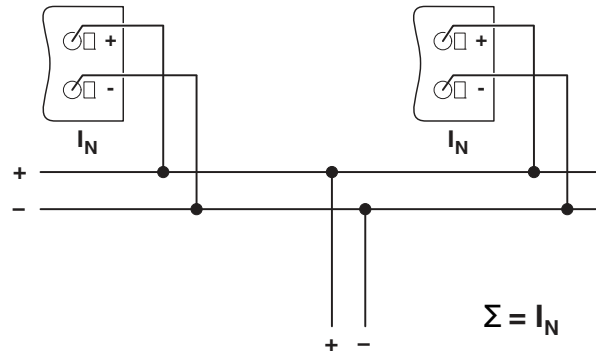 + +
- -
I_N I_N
+
–
Σ = I_N
+ –